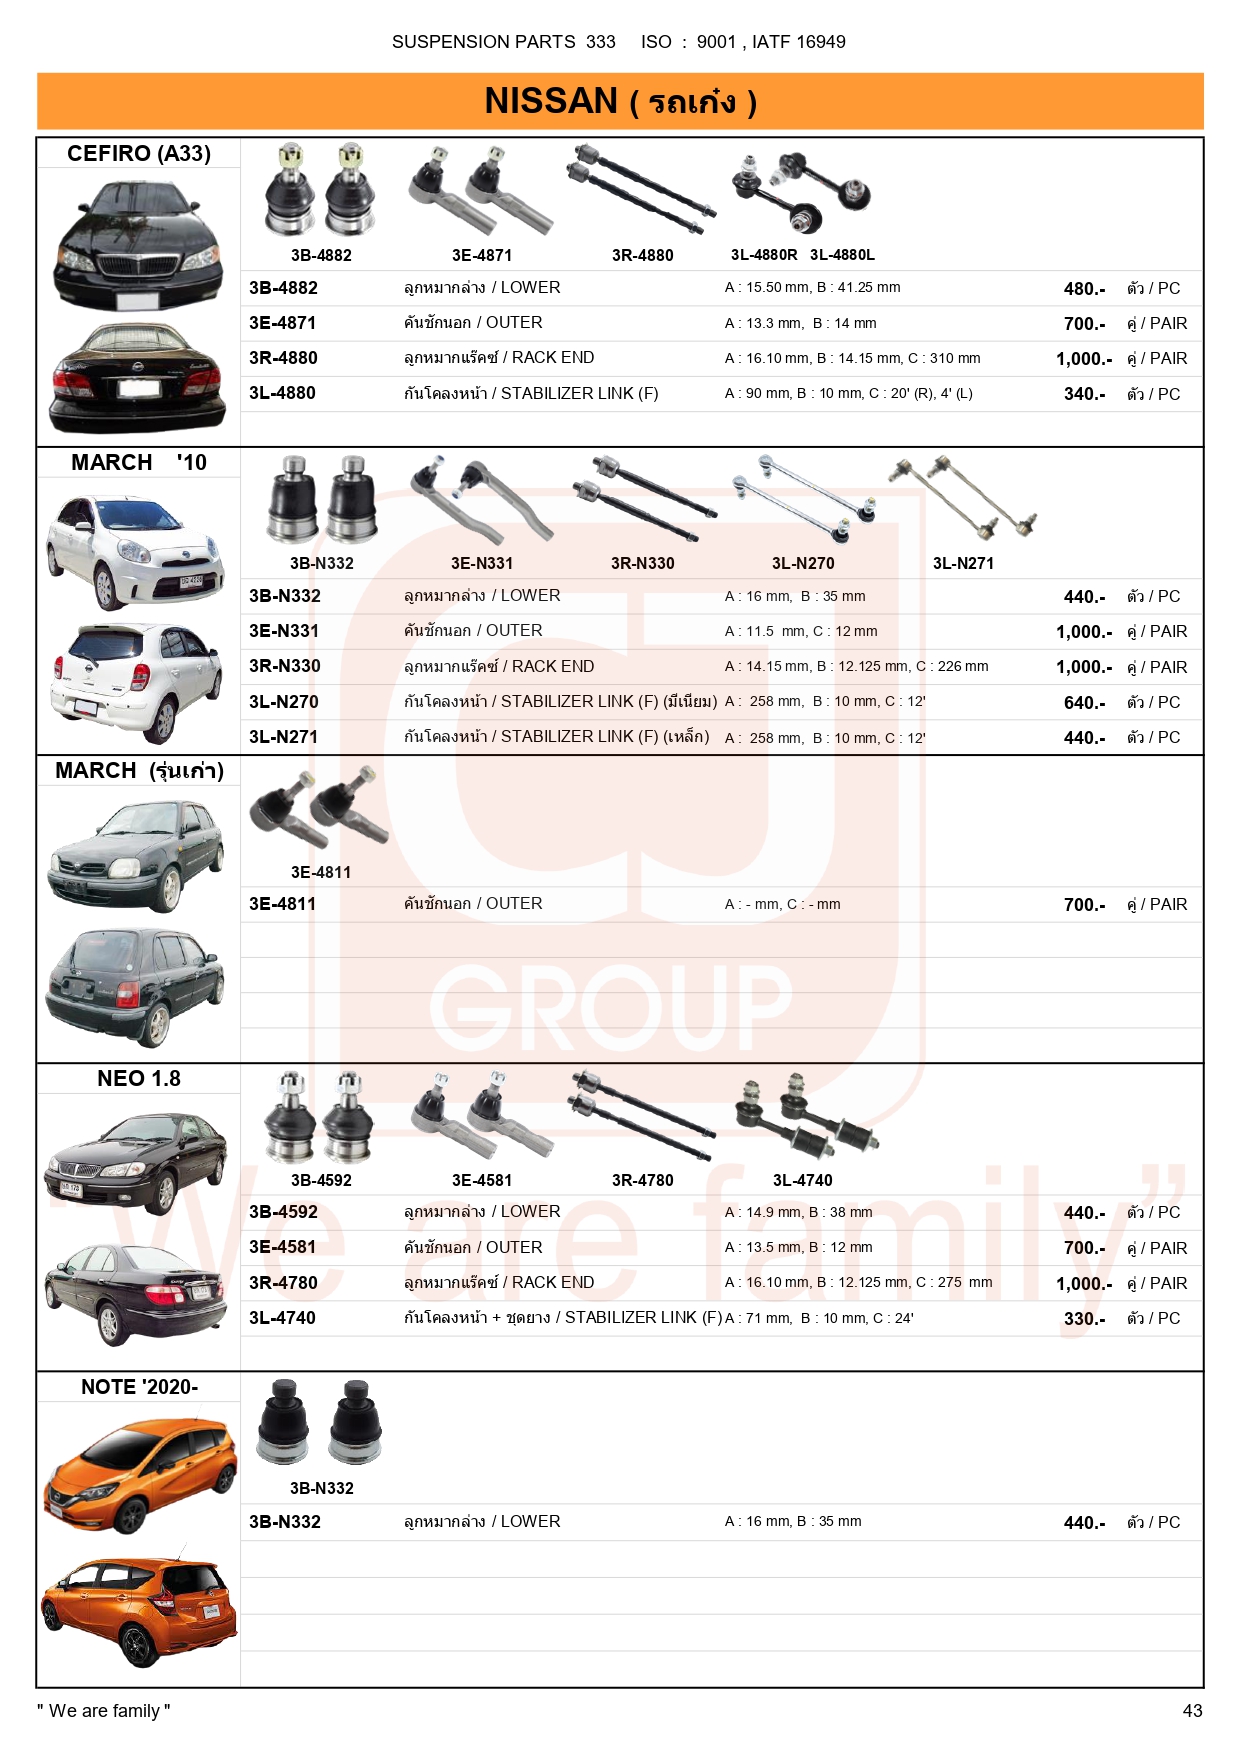 SUSPENSION PARTS  333     ISO  :  9001 , IATF 16949
NISSAN ( รถเก๋ง )
CEFIRO (A33)
3B-4882   3E-4871   3R-4880   3L-4880R   3L-4880L
3B-4882   ลูกหมากล่าง / LOWER   A : 15.50 mm, B : 41.25 mm   480.-   ตัว / PC
3E-4871   คันชักนอก / OUTER   A : 13.3 mm,  B : 14 mm   700.-   คู่ / PAIR
3R-4880   ลูกหมากแร๊คซ์ / RACK END   A : 16.10 mm, B : 14.15 mm, C : 310 mm   1,000.-   คู่ / PAIR
3L-4880   กันโคลงหน้า / STABILIZER LINK (F)   A : 90 mm, B : 10 mm, C : 20' (R), 4' (L)   340.-   ตัว / PC
MARCH    '10
3B-N332   3E-N331   3R-N330   3L-N270   3L-N271
3B-N332   ลูกหมากล่าง / LOWER   A : 16 mm,  B : 35 mm   440.-   ตัว / PC
3E-N331   คันชักนอก / OUTER   A : 11.5  mm, C : 12 mm   1,000.-   คู่ / PAIR
3R-N330   ลูกหมากแร๊คซ์ / RACK END   A : 14.15 mm, B : 12.125 mm, C : 226 mm   1,000.-   คู่ / PAIR
3L-N270   กันโคลงหน้า / STABILIZER LINK (F) (มีเนียม)   A :  258 mm,  B : 10 mm, C : 12'   640.-   ตัว / PC
3L-N271   กันโคลงหน้า / STABILIZER LINK (F) (เหล็ก)   A :  258 mm,  B : 10 mm, C : 12'   440.-   ตัว / PC
MARCH  (รุ่นเก่า)
3E-4811
3E-4811   คันชักนอก / OUTER   A : - mm, C : - mm   700.-   คู่ / PAIR
GROUP
NEO 1.8
3B-4592   3E-4581   3R-4780   3L-4740
"We are family"
3B-4592   ลูกหมากล่าง / LOWER   A : 14.9 mm, B : 38 mm   440.-   ตัว / PC
3E-4581   คันชักนอก / OUTER   A : 13.5 mm, B : 12 mm   700.-   คู่ / PAIR
3R-4780   ลูกหมากแร๊คซ์ / RACK END   A : 16.10 mm, B : 12.125 mm, C : 275  mm   1,000.-   คู่ / PAIR
3L-4740   กันโคลงหน้า + ชุดยาง / STABILIZER LINK (F)   A : 71 mm,  B : 10 mm, C : 24'   330.-   ตัว / PC
NOTE '2020-
3B-N332
3B-N332   ลูกหมากล่าง / LOWER   A : 16 mm, B : 35 mm   440.-   ตัว / PC
" We are family "   43